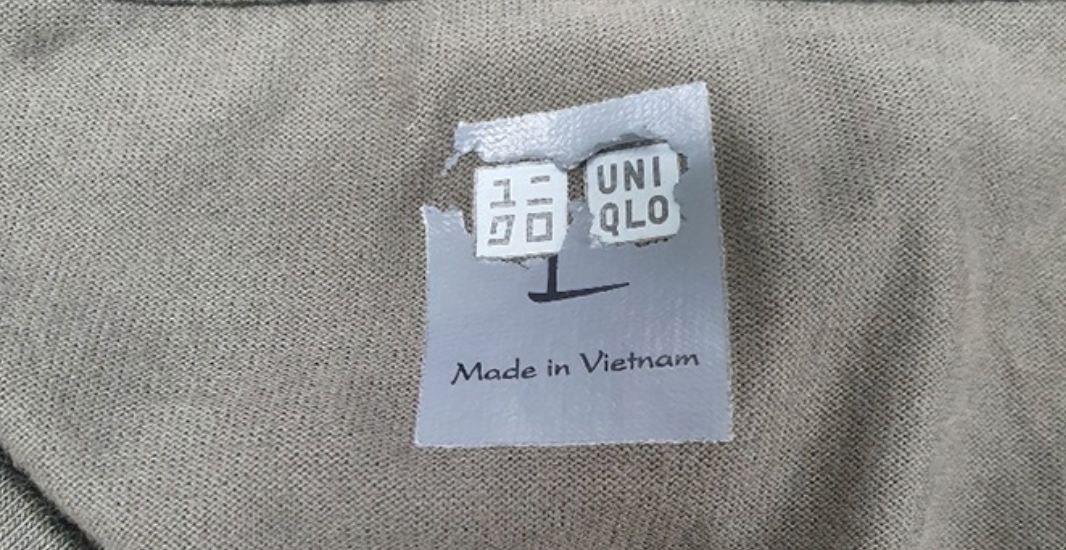 ユニ UNI
クロ QLO
L
Made in Vietnam